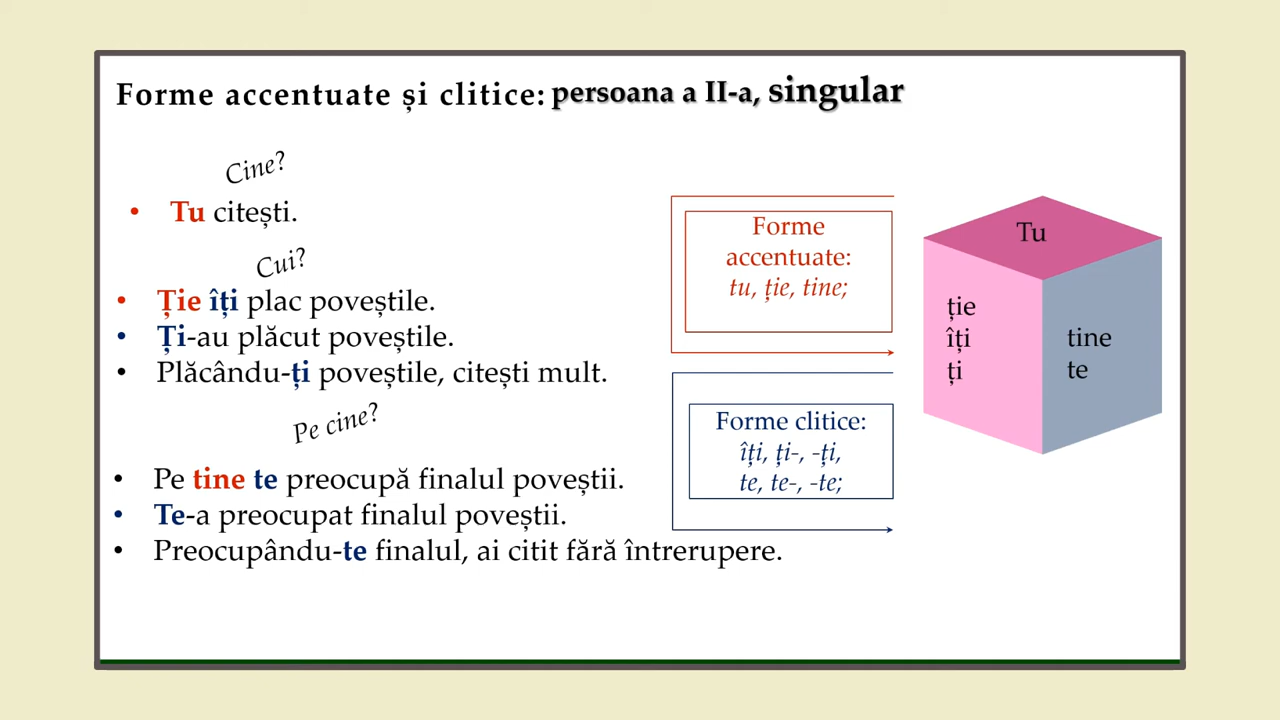 Forme accentuate și clitice: persoana a II-a, singular
Cine?
• Tu citești.
Cui?
• Ție îți plac poveștile.
• Ți-au plăcut poveștile.
• Plăcându-ți poveștile, citești mult.
Pe cine?
• Pe tine te preocupă finalul poveștii.
• Te-a preocupat finalul poveștii.
• Preocupându-te finalul, ai citit fără întrerupere.
Forme
accentuate:
tu, ție, tine;
Forme clitice:
îți, ți-, -ți,
te, te-, -te;
Tu
ție
îți
ți
tine
te